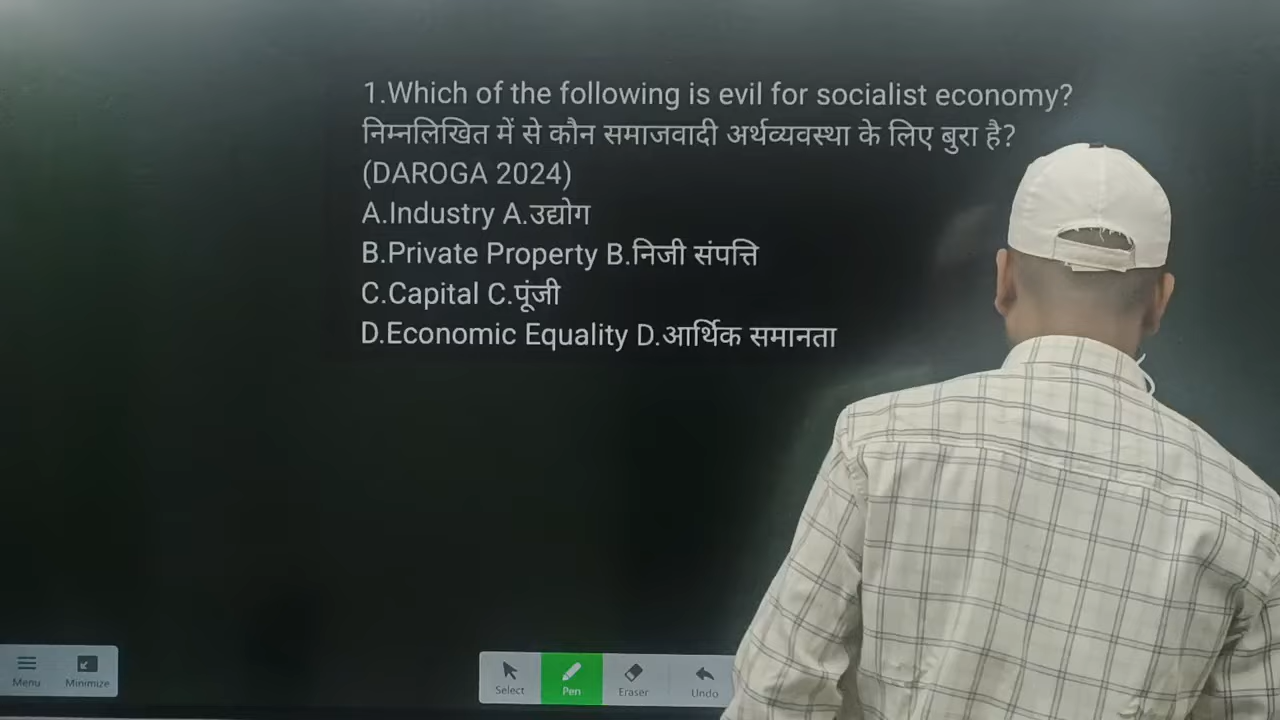 1.Which of the following is evil for socialist economy?
निम्नलिखित में से कौन समाजवादी अर्थव्यवस्था के लिए बुरा है?
(DAROGA 2024)
A.Industry A.उद्योग
B.Private Property B.निजी संपत्ति
C.Capital C.पूंजी
D.Economic Equality D.आर्थिक समानता
Menu Minimize Select Pen Eraser Undo